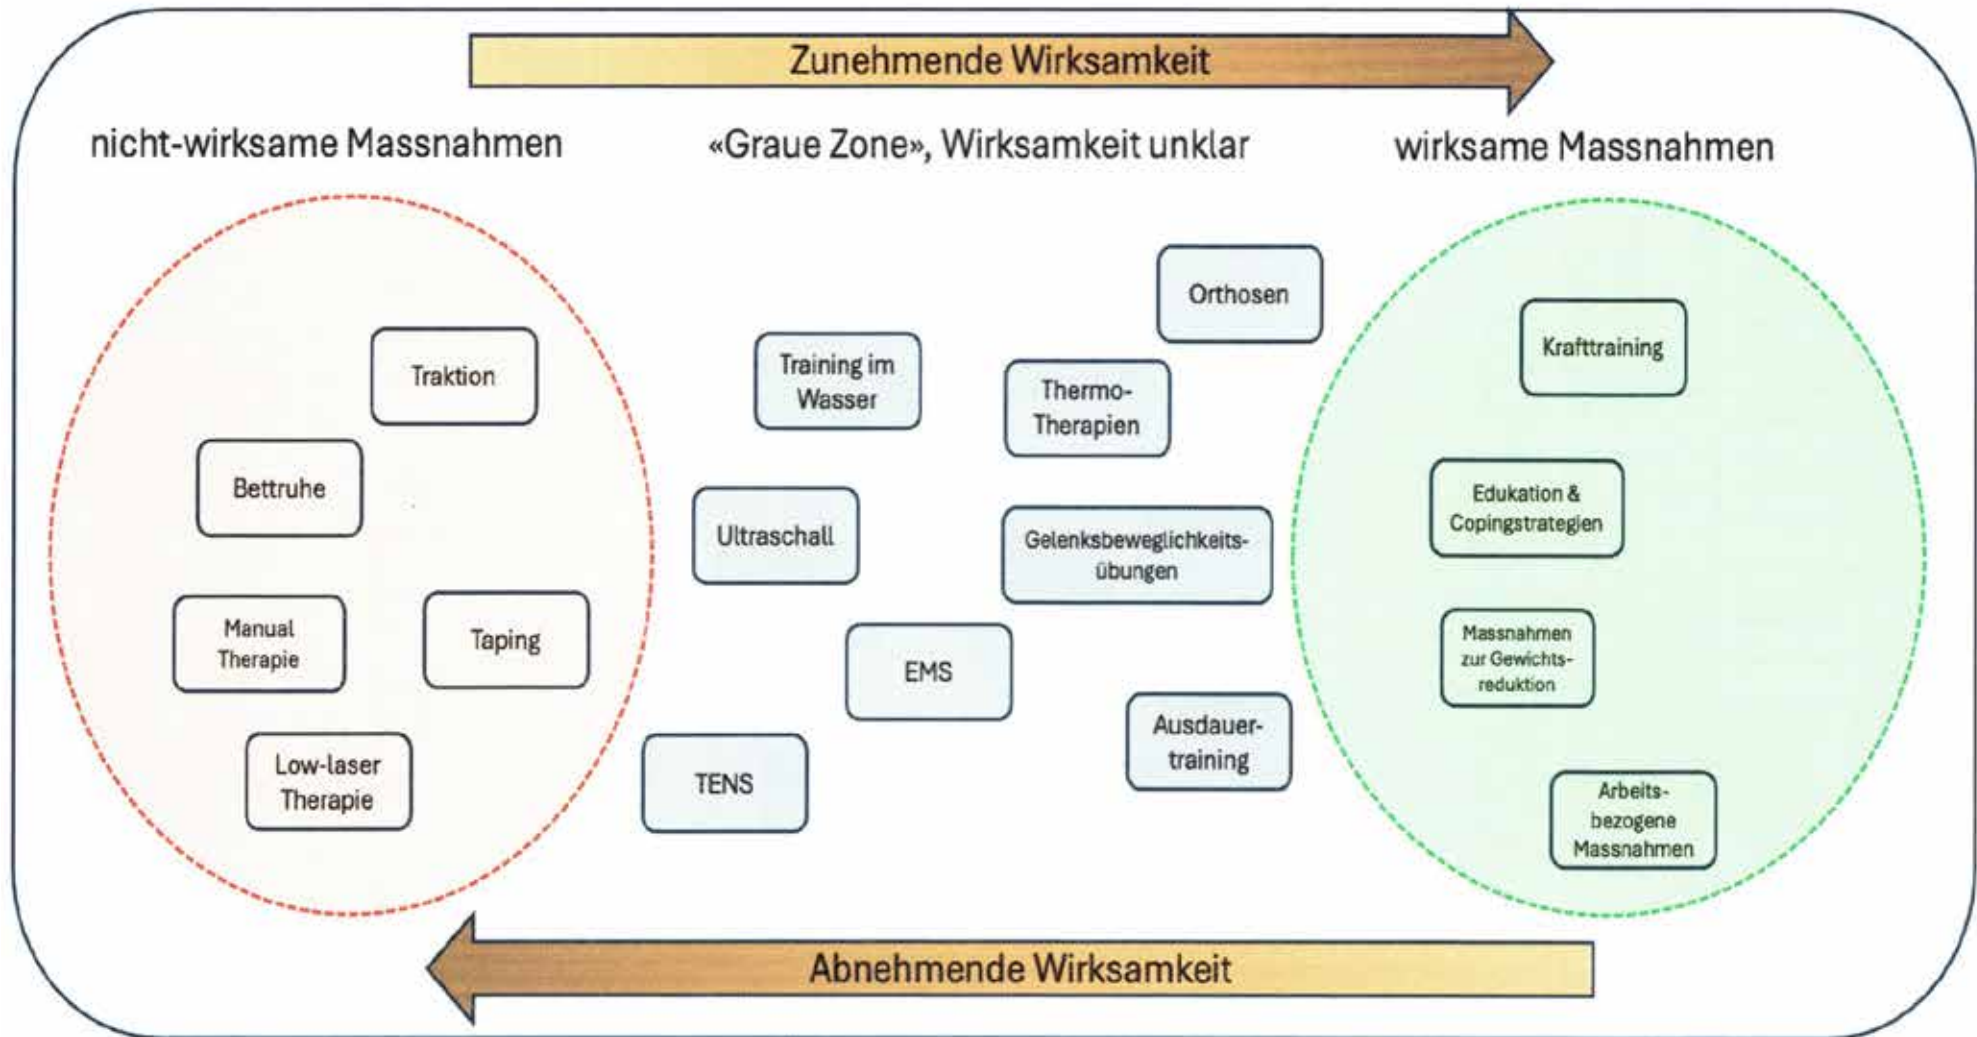 Zunehmende Wirksamkeit
nicht-wirksame Massnahmen
«Graue Zone», Wirksamkeit unklar
wirksame Massnahmen
Traktion
Bettruhe
Manual
Therapie
Taping
Low-laser
Therapie
Orthosen
Training im
Wasser
Thermo-
Therapien
Ultraschall
Gelenksbeweglichkeits-
übungen
EMS
Ausdauer-
training
TENS
Krafttraining
Edukation &
Copingstrategien
Massnahmen
zur Gewichts-
reduktion
Arbeits-
bezogene
Massnahmen
Abnehmende Wirksamkeit